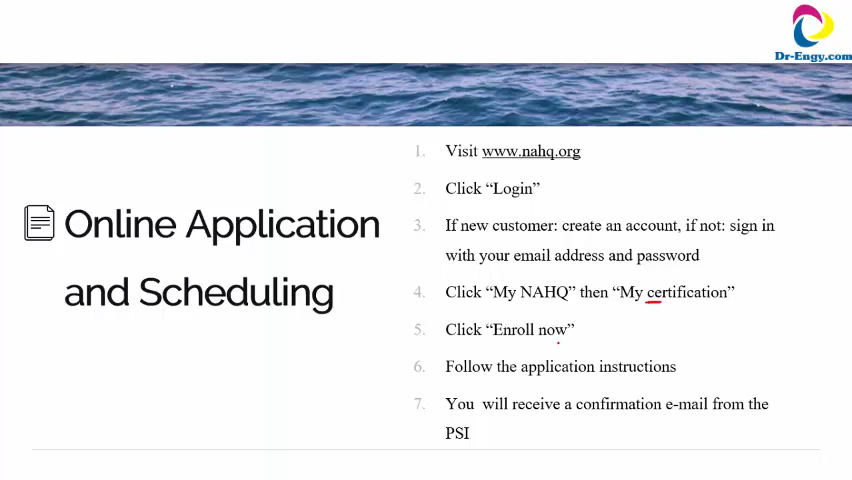 Dr-Engy.com
Online Application
and Scheduling
1. Visit www.nahq.org
2. Click “Login”
3. If new customer: create an account, if not: sign in
with your email address and password
4. Click “My NAHQ” then “My certification”
5. Click “Enroll now”
6. Follow the application instructions
7. You will receive a confirmation e-mail from the
PSI